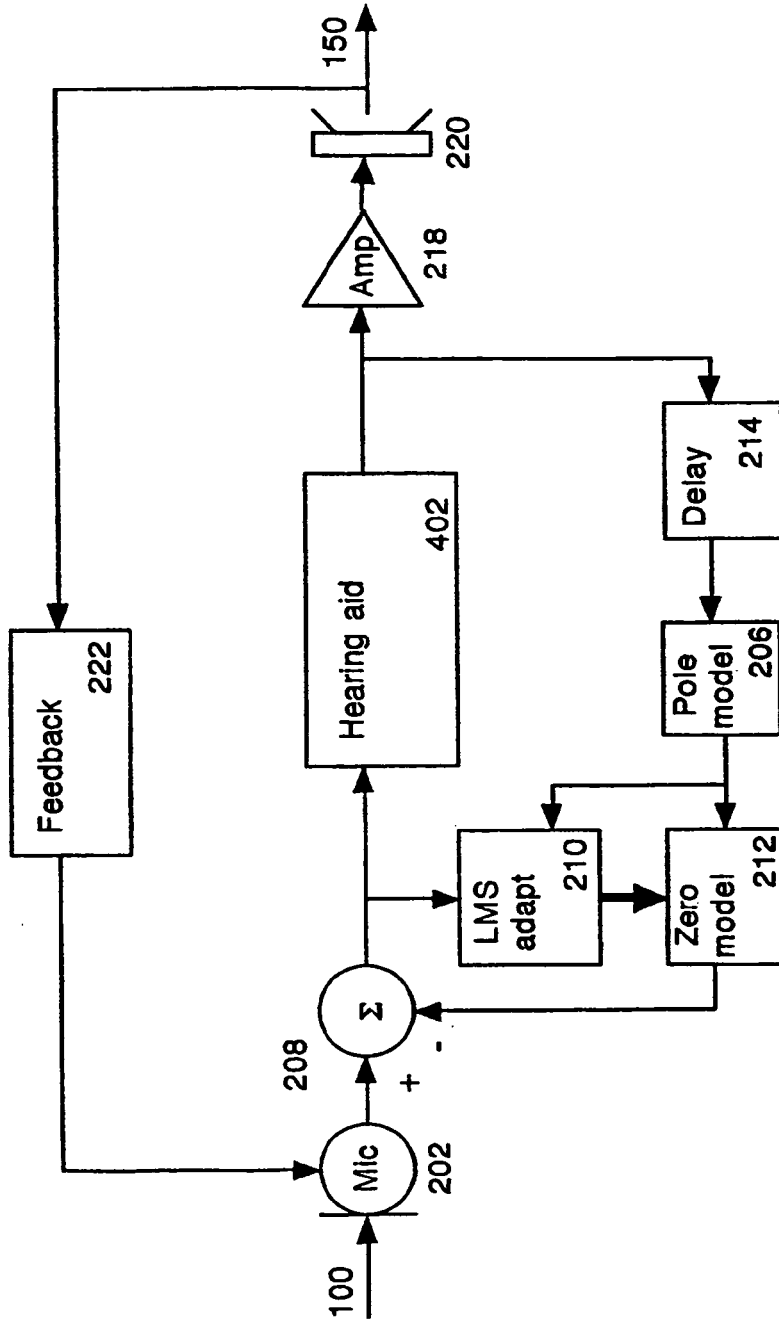 Feedback
222
100
Mic
202
208
+
-
Σ
Hearing aid
402
Amp
218
220
150
LMS
adapt
210
Zero
model
212
Pole
model
206
Delay
214